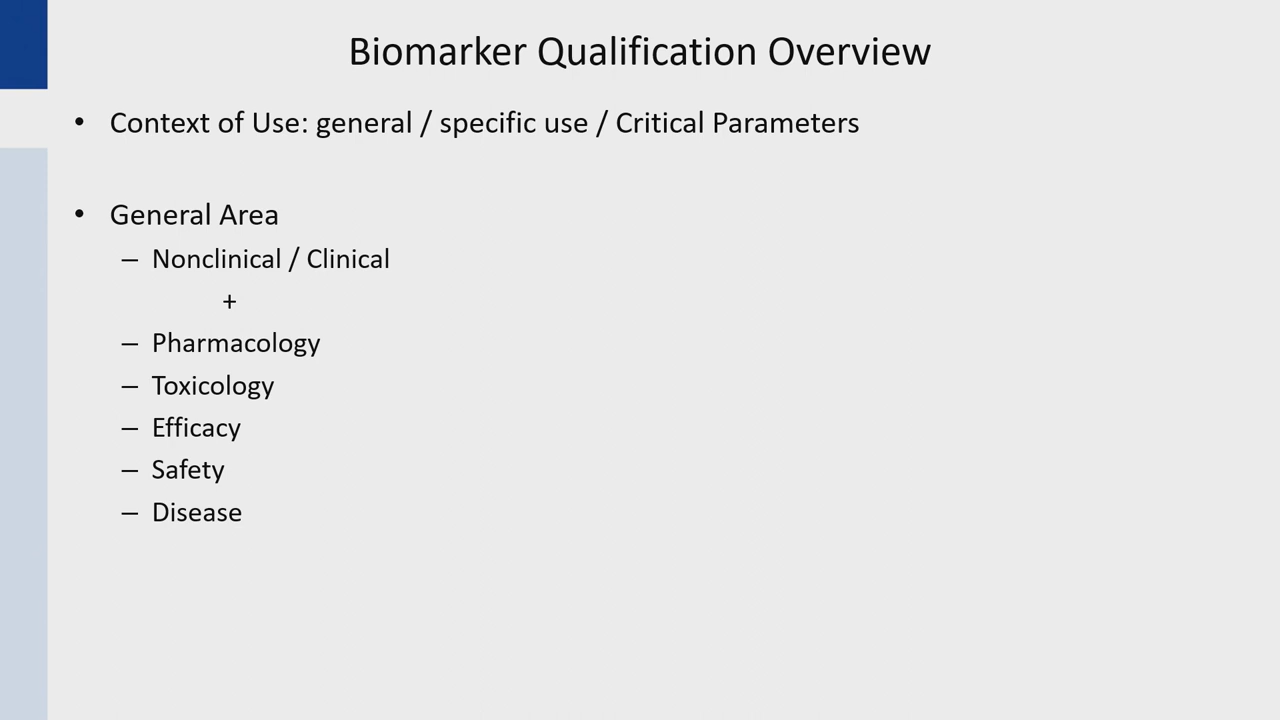 Biomarker Qualification Overview
• Context of Use: general / specific use / Critical Parameters
• General Area
– Nonclinical / Clinical
+
– Pharmacology
– Toxicology
– Efficacy
– Safety
– Disease